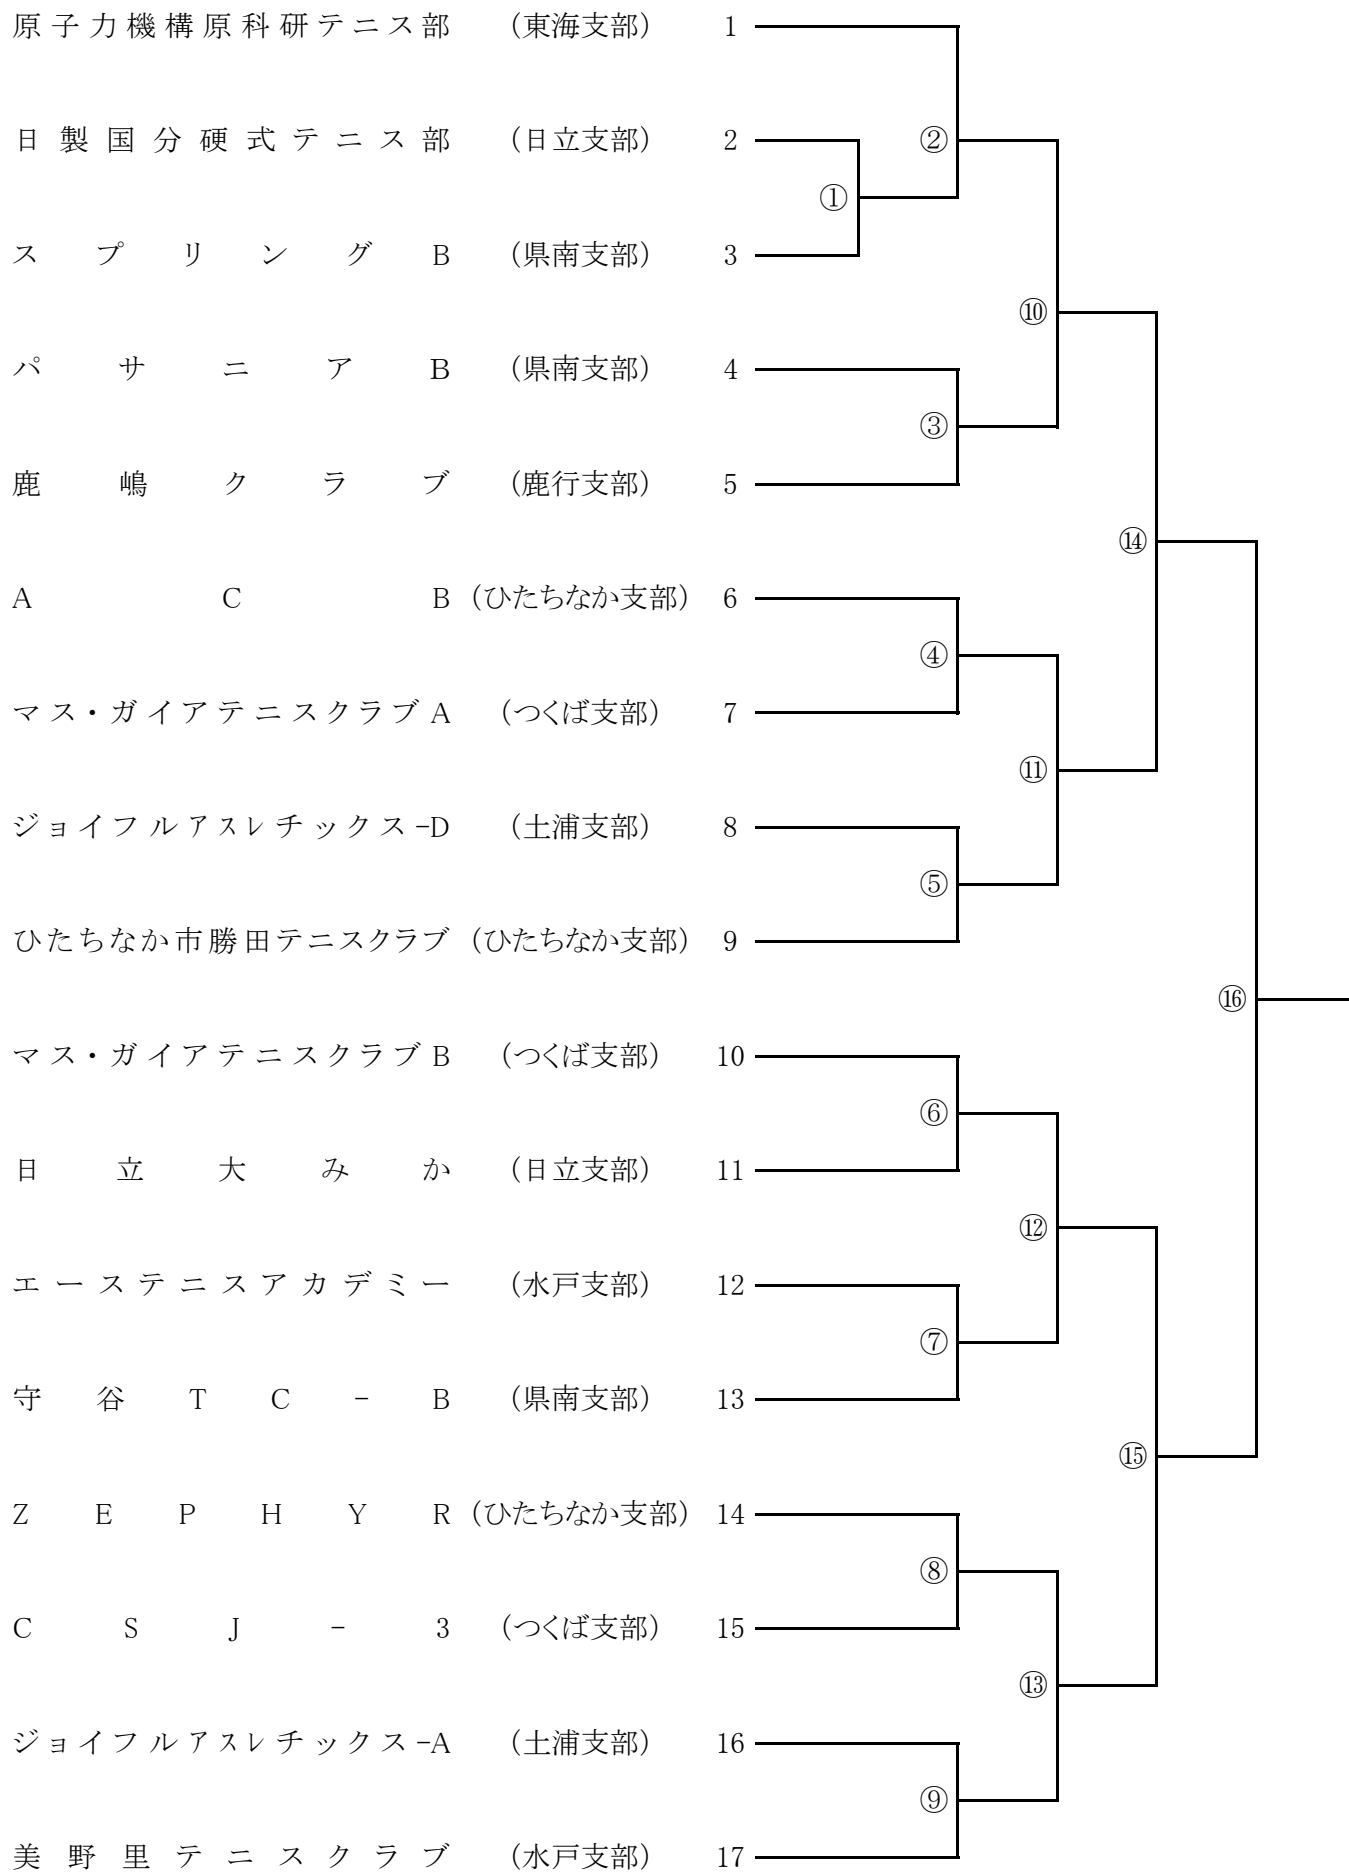 原子力機構原科研テニス部 (東海支部) 1
日製国分硬式テニス部 (日立支部) 2 ②
①
スプリングB (県南支部) 3
⑩
パサニアB (県南支部) 4
③
鹿嶋クラブ (鹿行支部) 5
⑭
ACB (ひたちなか支部) 6
④
マス・ガイアテニスクラブA (つくば支部) 7
⑪
ジョイフルアスレチックス-D (土浦支部) 8
⑤
ひたちなか市勝田テニスクラブ (ひたちなか支部) 9
⑯
マス・ガイアテニスクラブB (つくば支部) 10
⑥
日立大みか (日立支部) 11
⑫
エーステニスアカデミー (水戸支部) 12
⑦
守谷TC-B (県南支部) 13
⑮
ZEPHYR (ひたちなか支部) 14
⑧
CSJ-3 (つくば支部) 15
⑬
ジョイフルアスレチックス-A (土浦支部) 16
⑨
美野里テニスクラブ (水戸支部) 17